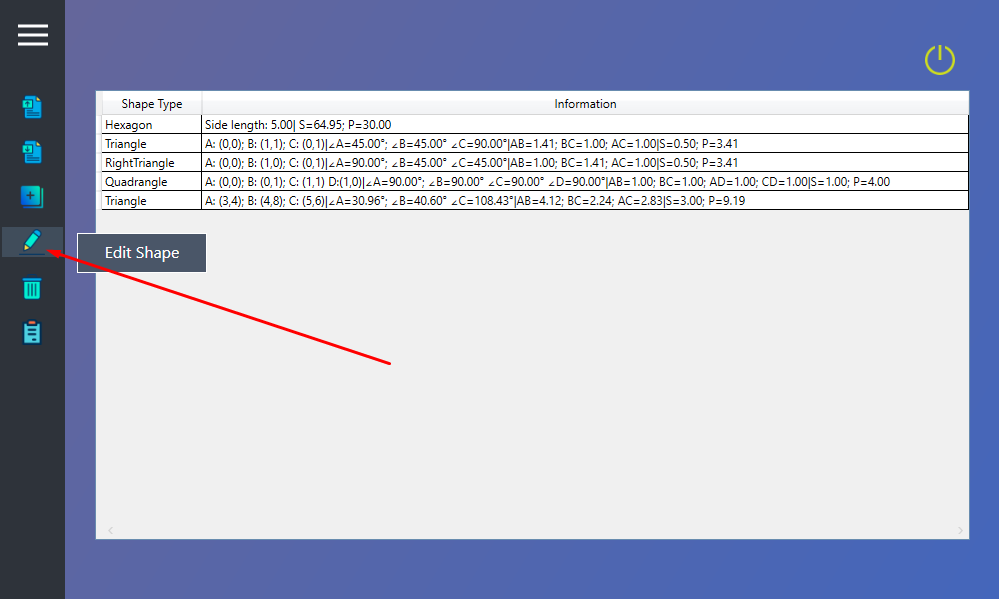 Shape Type Information
Hexagon Side length: 5.00| S=64.95; P=30.00
Triangle A: (0,0); B: (1,1); C: (0,1)|∠A=45.00°; ∠B=45.00° ∠C=90.00°|AB=1.41; BC=1.00; AC=1.00|S=0.50; P=3.41
RightTriangle A: (0,0); B: (1,0); C: (0,1)|∠A=90.00°; ∠B=45.00° ∠C=45.00°|AB=1.00; BC=1.41; AC=1.00|S=0.50; P=3.41
Quadrangle A: (0,0); B: (0,1); C: (1,1) D:(1,0)|∠A=90.00°; ∠B=90.00° ∠C=90.00° ∠D=90.00°|AB=1.00; BC=1.00; AD=1.00; CD=1.00|S=1.00; P=4.00
Triangle A: (3,4); B: (4,8); C: (5,6)|∠A=30.96°; ∠B=40.60° ∠C=108.43°|AB=4.12; BC=2.24; AC=2.83|S=3.00; P=9.19
Edit Shape